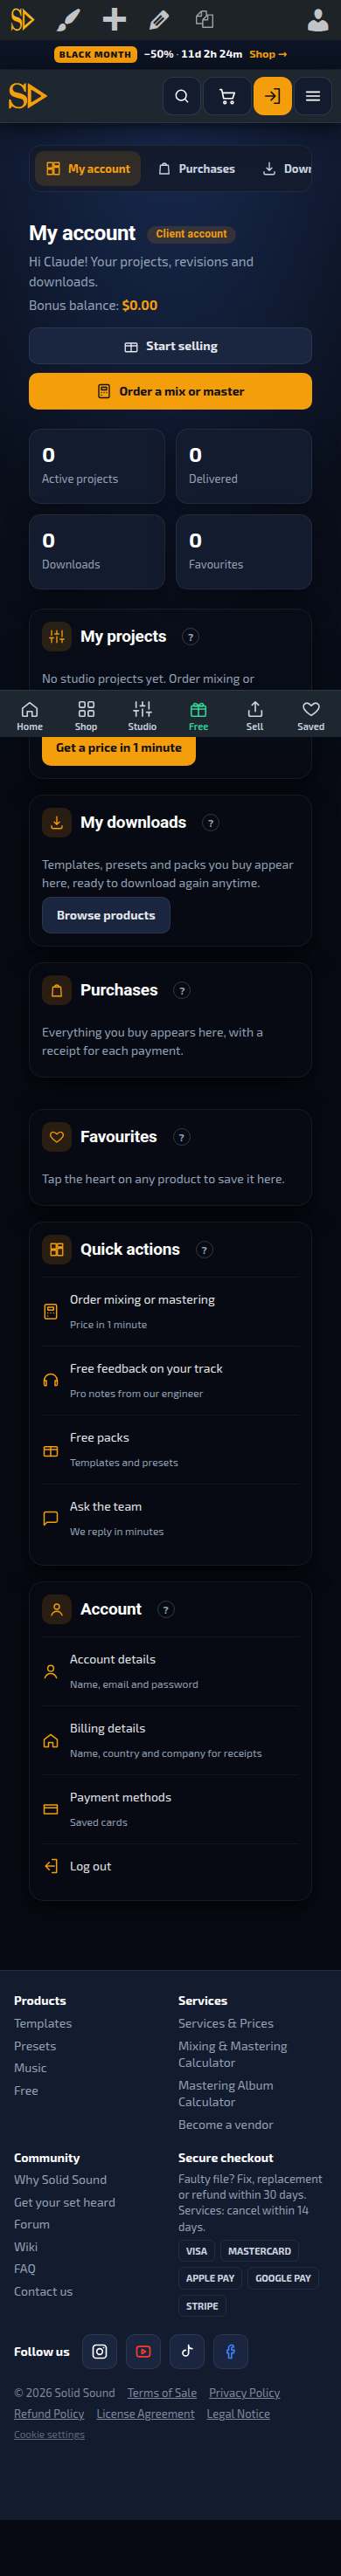 BLACK MONTH −50% · 11d 2h 24m Shop →
My account Purchases Down
My account Client account
Hi Claude! Your projects, revisions and
downloads.
Bonus balance: $0.00
Start selling
Order a mix or master
0 0
Active projects Delivered
0 0
Downloads Favourites
My projects ?
No studio projects yet. Order mixing or
Home Shop Studio Free Sell Saved
Get a price in 1 minute
My downloads ?
Templates, presets and packs you buy appear
here, ready to download again anytime.
Browse products
Purchases ?
Everything you buy appears here, with a
receipt for each payment.
Favourites ?
Tap the heart on any product to save it here.
Quick actions ?
Order mixing or mastering
Price in 1 minute
Free feedback on your track
Pro notes from our engineer
Free packs
Templates and presets
Ask the team
We reply in minutes
Account ?
Account details
Name, email and password
Billing details
Name, country and company for receipts
Payment methods
Saved cards
Log out
Products
Templates
Presets
Music
Free
Services
Services & Prices
Mixing & Mastering
Calculator
Mastering Album
Calculator
Become a vendor
Community
Why Solid Sound
Get your set heard
Forum
Wiki
FAQ
Contact us
Secure checkout
Faulty file? Fix, replacement
or refund within 30 days.
Services: cancel within 14
days.
VISA MASTERCARD
APPLE PAY GOOGLE PAY
STRIPE
Follow us
© 2026 Solid Sound Terms of Sale Privacy Policy
Refund Policy License Agreement Legal Notice
Cookie settings